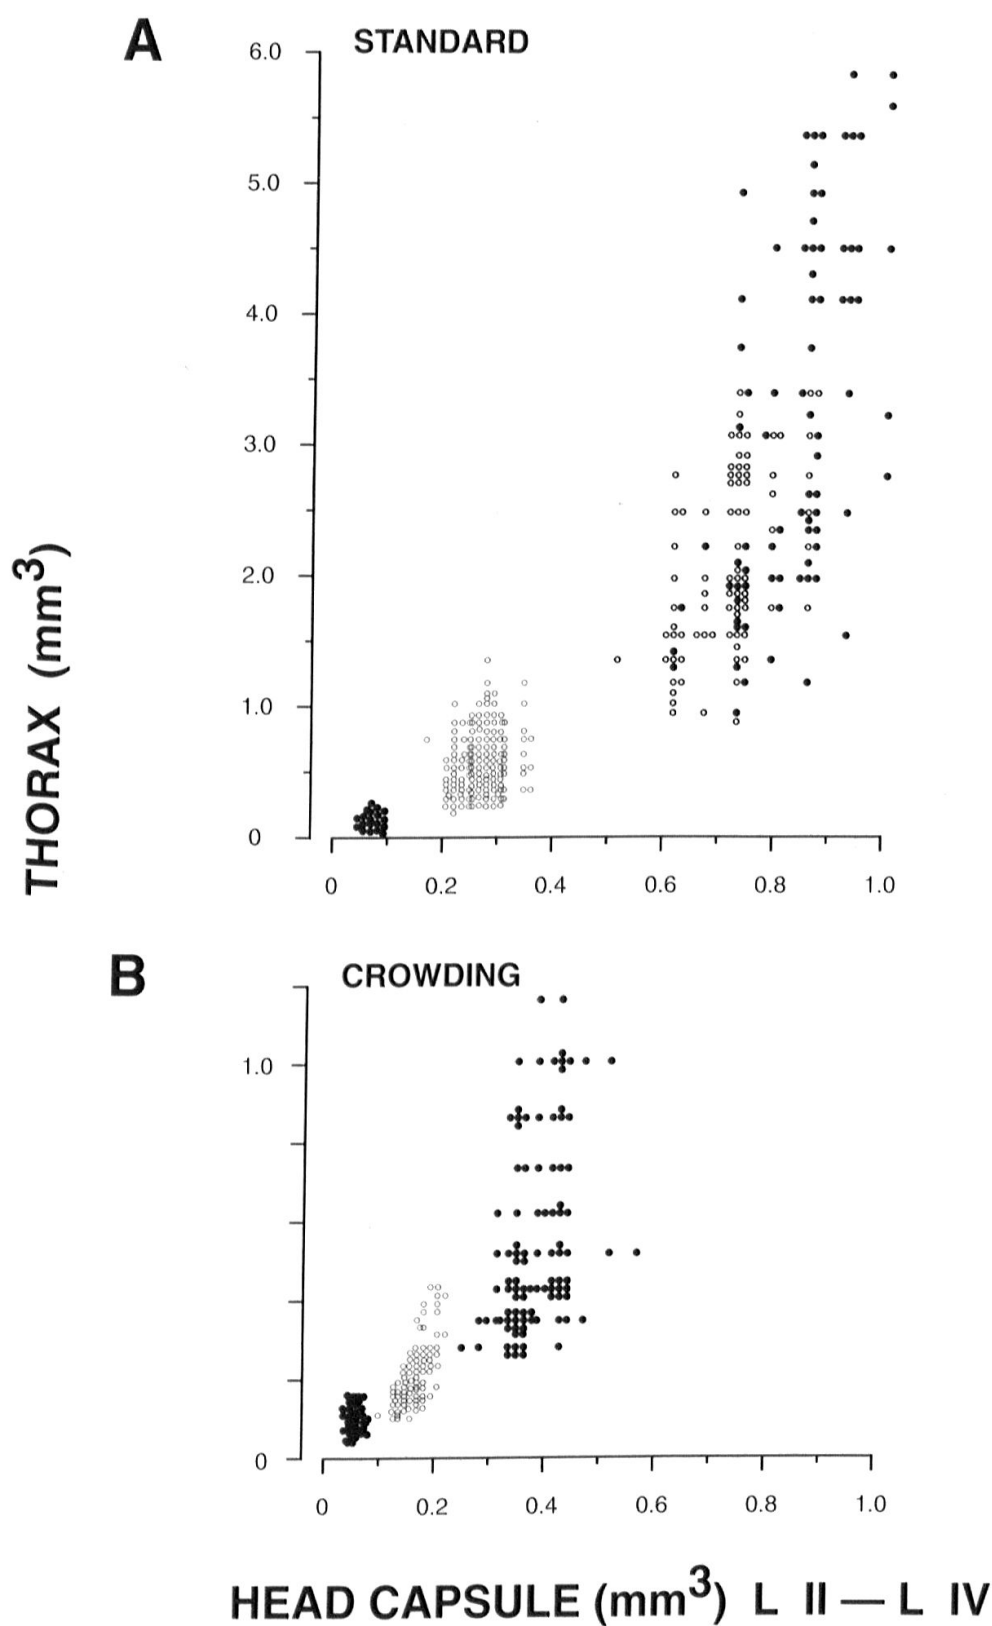 A STANDARD
6.0
5.0
4.0
3.0
2.0
1.0
0
0 0.2 0.4 0.6 0.8 1.0
THORAX (mm³)
B CROWDING
1.0
0
0 0.2 0.4 0.6 0.8 1.0
HEAD CAPSULE (mm³) L II — L IV